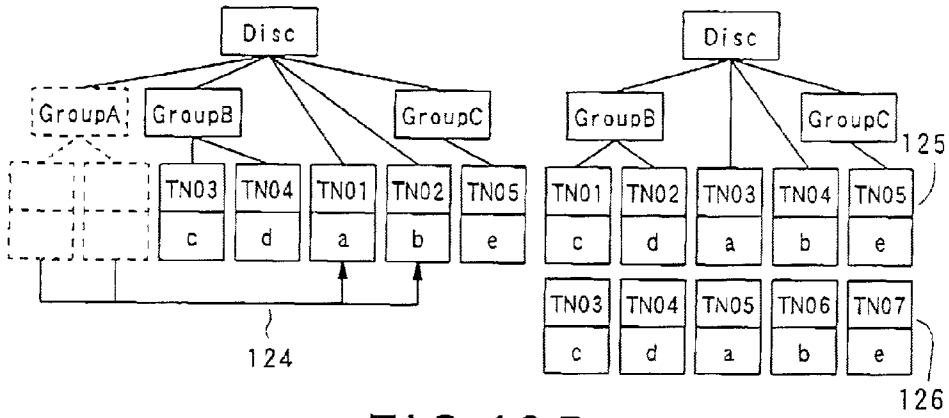 Disc
Disc
GroupA GroupB GroupC
GroupB GroupC
125
TN03 TN04 TN01 TN02 TN05
c d a b e
TN01 TN02 TN03 TN04 TN05
c d a b e
TN03 TN04 TN05 TN06 TN07
c d a b e
124
126